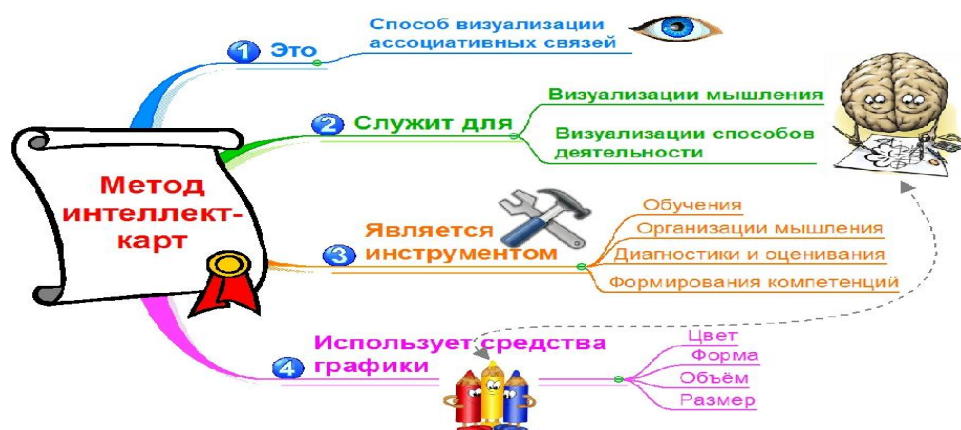 Метод
интеллект-
карт
1 Это
Способ визуализации
ассоциативных связей
2 Служит для
Визуализации мышления
Визуализации способов
деятельности
3 Является
инструментом
Обучения
Организации мышления
Диагностики и оценивания
Формирования компетенций
4 Использует средства
графики
Цвет
Форма
Объём
Размер